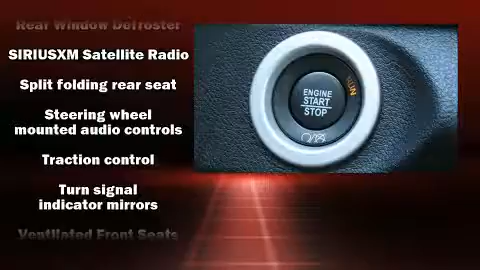 Rear Window Defroster
SIRIUSXM Satellite Radio
Split folding rear seat
Steering wheel
mounted audio controls
Traction control
Turn signal
indicator mirrors
Ventilated Front Seats
ENGINE
START
STOP
RUN